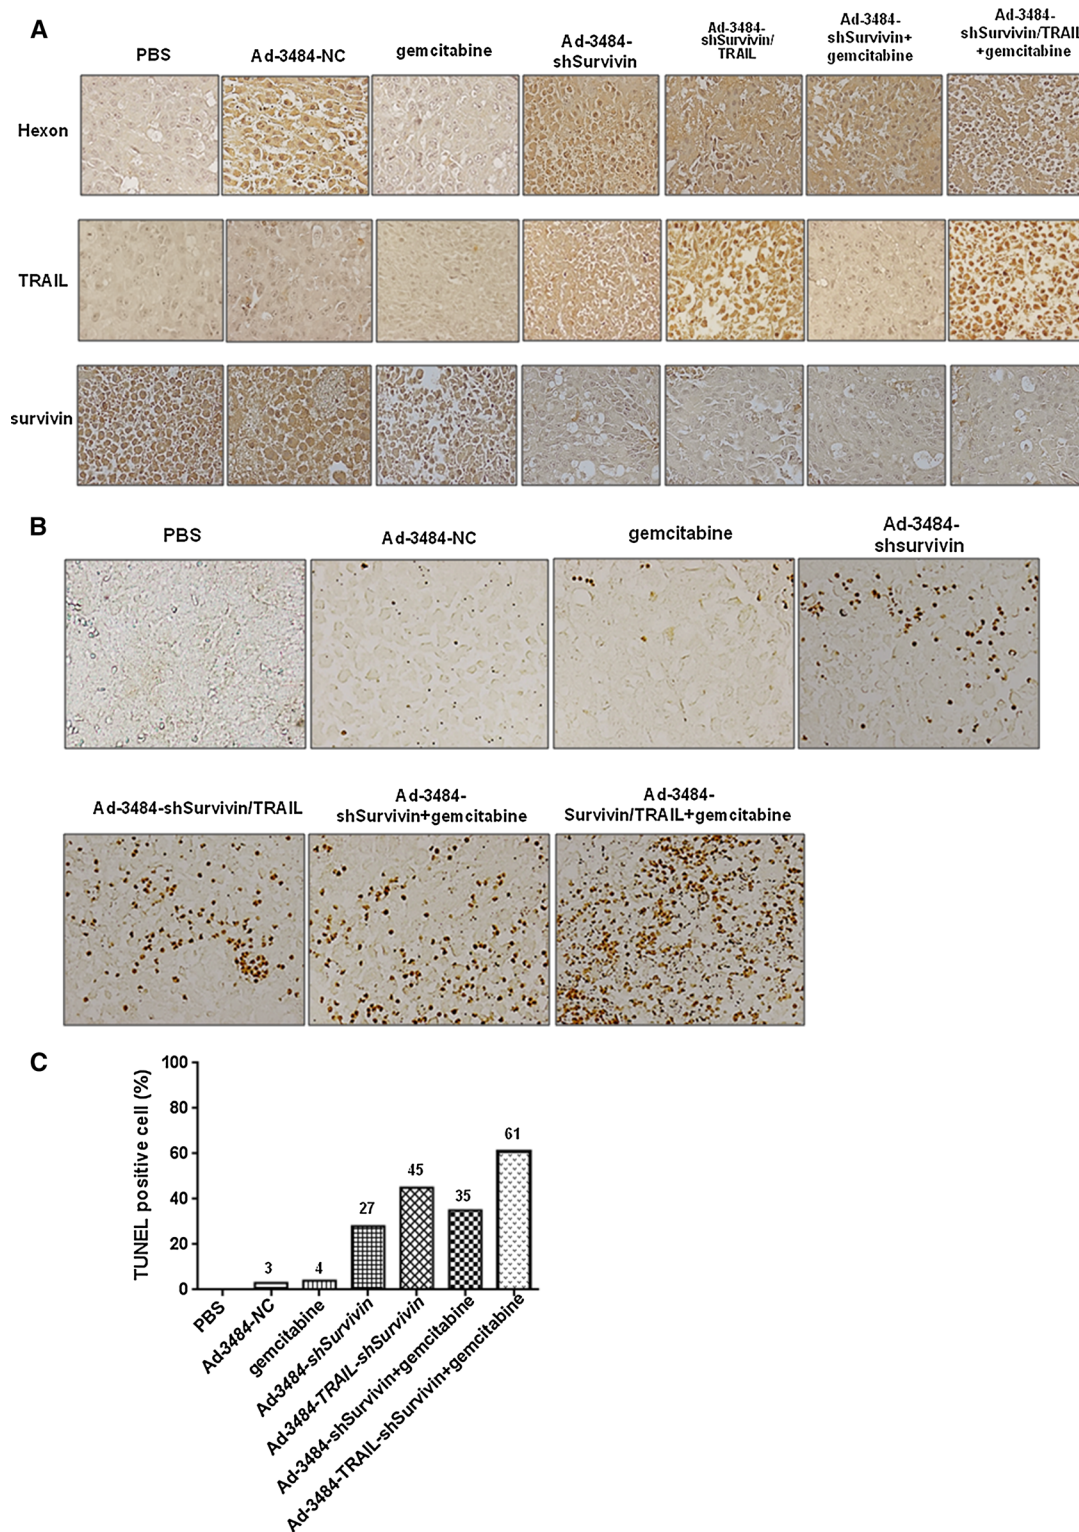 A
PBS
Ad-3484-NC
gemcitabine
Ad-3484-
shSurvivin
Ad-3484-
shSurvivin/
TRAIL
Ad-3484-
shSurvivin+
gemcitabine
Ad-3484-
shSurvivin/TRAIL
+gemcitabine
Hexon
TRAIL
survivin
B
PBS
Ad-3484-NC
gemcitabine
Ad-3484-
shsurvivin
Ad-3484-shSurvivin/TRAIL
Ad-3484-
shSurvivin+gemcitabine
Ad-3484-
Survivin/TRAIL+gemcitabine
C
TUNEL positive cell (%)
100
80
60
40
20
0
3
4
27
45
35
61
PBS
Ad-3484-NC
gemcitabine
Ad-3484-shSurvivin
Ad-3484-TRAIL-shSurvivin
Ad-3484-shSurvivin+gemcitabine
Ad-3484-TRAIL-shSurvivin+gemcitabine